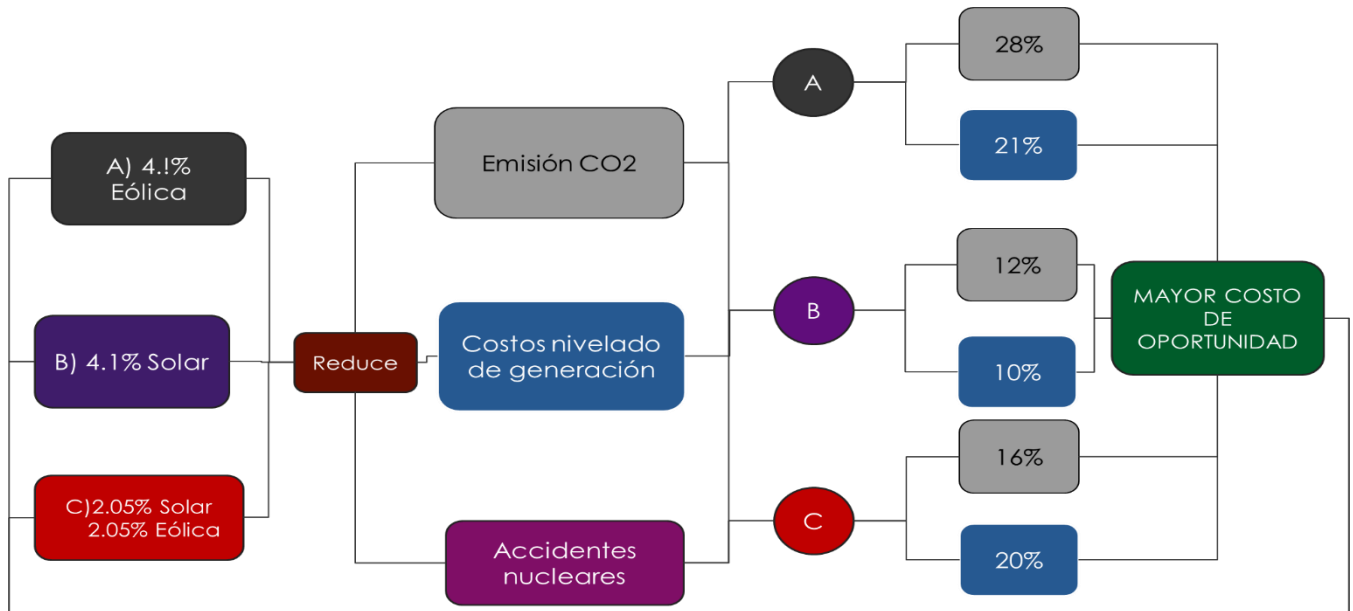 A) 4.!%
Eólica
B) 4.1% Solar
C)2.05% Solar
2.05% Eólica
Reduce
Emisión CO2
Costos nivelado
de generación
Accidentes
nucleares
A
28%
21%
B
12%
10%
C
16%
20%
MAYOR COSTO
DE
OPORTUNIDAD